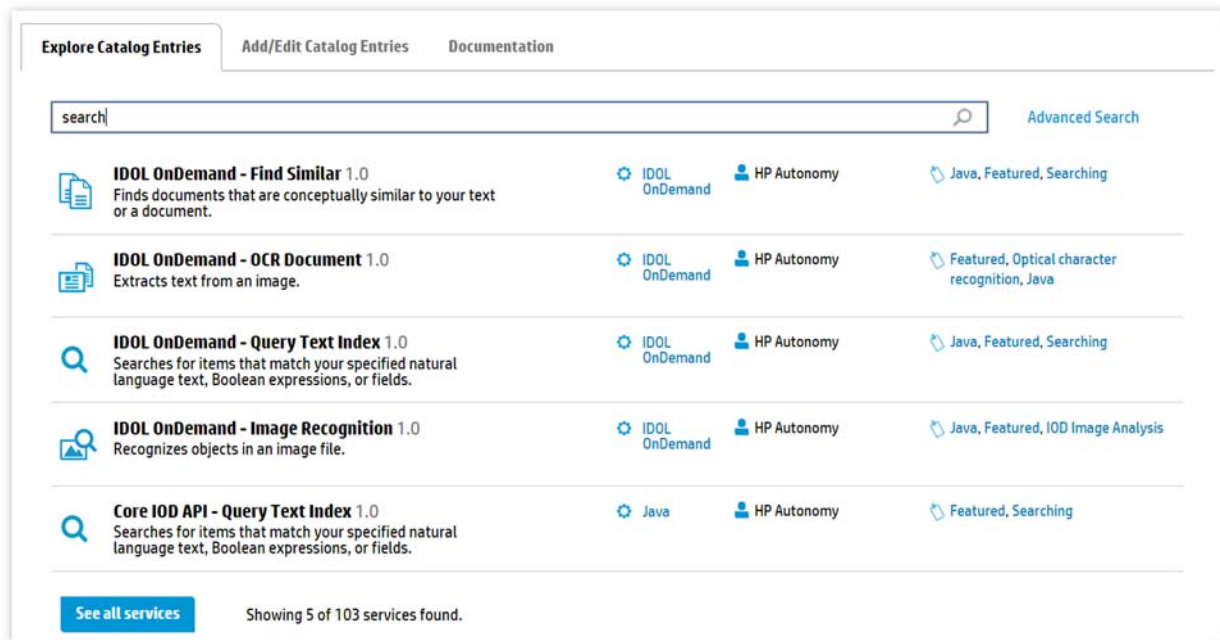 Explore Catalog Entries
Add/Edit Catalog Entries
Documentation
search
Advanced Search
IDOL OnDemand - Find Similar 1.0
Finds documents that are conceptually similar to your text
or a document.
IDOL
OnDemand
HP Autonomy
Java, Featured, Searching
IDOL OnDemand - OCR Document 1.0
Extracts text from an image.
IDOL
OnDemand
HP Autonomy
Featured, Optical character
recognition, Java
IDOL OnDemand - Query Text Index 1.0
Searches for items that match your specified natural
language text, Boolean expressions, or fields.
IDOL
OnDemand
HP Autonomy
Java, Featured, Searching
IDOL OnDemand - Image Recognition 1.0
Recognizes objects in an image file.
IDOL
OnDemand
HP Autonomy
Java, Featured, IOD Image Analysis
Core IOD API - Query Text Index 1.0
Searches for items that match your specified natural
language text, Boolean expressions, or fields.
Java
HP Autonomy
Featured, Searching
See all services
Showing 5 of 103 services found.